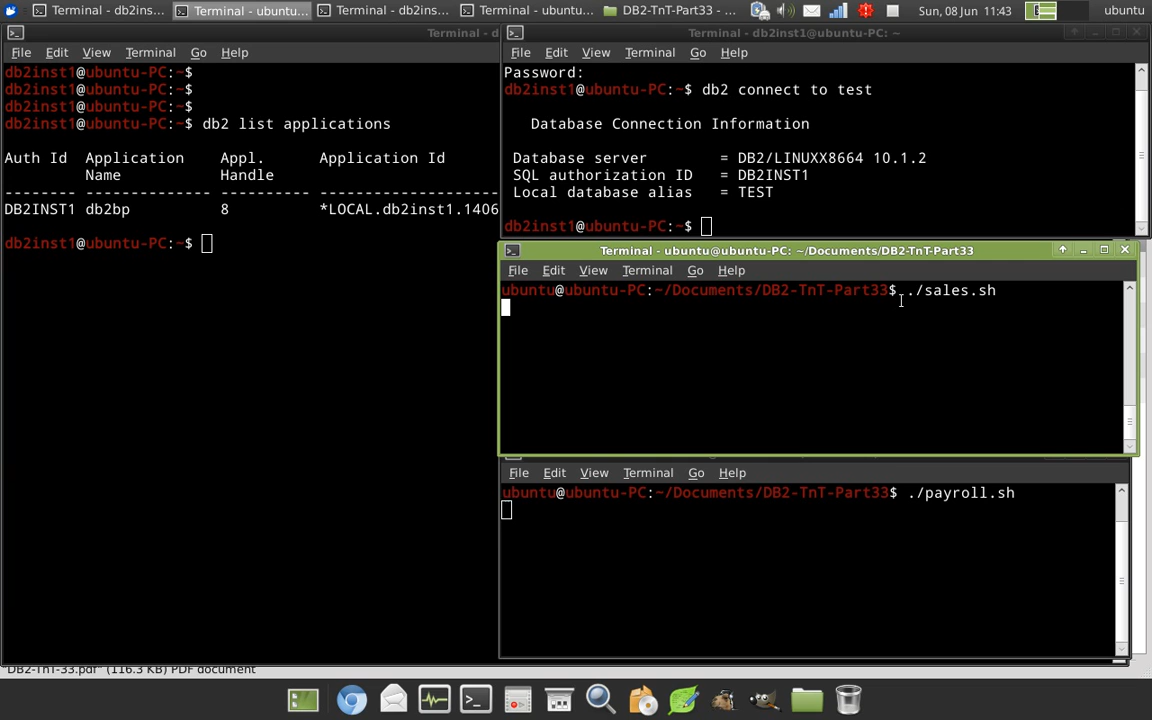 Terminal - db2ins...
Terminal - ubuntu...
Terminal - db2ins...
Terminal - ubuntu...
DB2-TnT-Part33 - ...
Sun, 08 Jun 11:43
ubuntu
Terminal - d
File Edit View Terminal Go Help
db2inst1@ubuntu-PC:~$
db2inst1@ubuntu-PC:~$
db2inst1@ubuntu-PC:~$
db2inst1@ubuntu-PC:~$ db2 list applications
Auth Id Application Appl. Application Id
Name Handle
-------- -------------- ---------- --------------------
DB2INST1 db2bp 8 *LOCAL.db2inst1.1406
db2inst1@ubuntu-PC:~$
Terminal - db2inst1@ubuntu-PC: ~
File Edit View Terminal Go Help
Password:
db2inst1@ubuntu-PC:~$ db2 connect to test
Database Connection Information
Database server = DB2/LINUXX8664 10.1.2
SQL authorization ID = DB2INST1
Local database alias = TEST
db2inst1@ubuntu-PC:~$
Terminal - ubuntu@ubuntu-PC: ~/Documents/DB2-TnT-Part33
File Edit View Terminal Go Help
ubuntu@ubuntu-PC:~/Documents/DB2-TnT-Part33$ ./sales.sh
File Edit View Terminal Go Help
ubuntu@ubuntu-PC:~/Documents/DB2-TnT-Part33$ ./payroll.sh
"DB2-TnT-33.pdf" (116.3 KB) PDF document